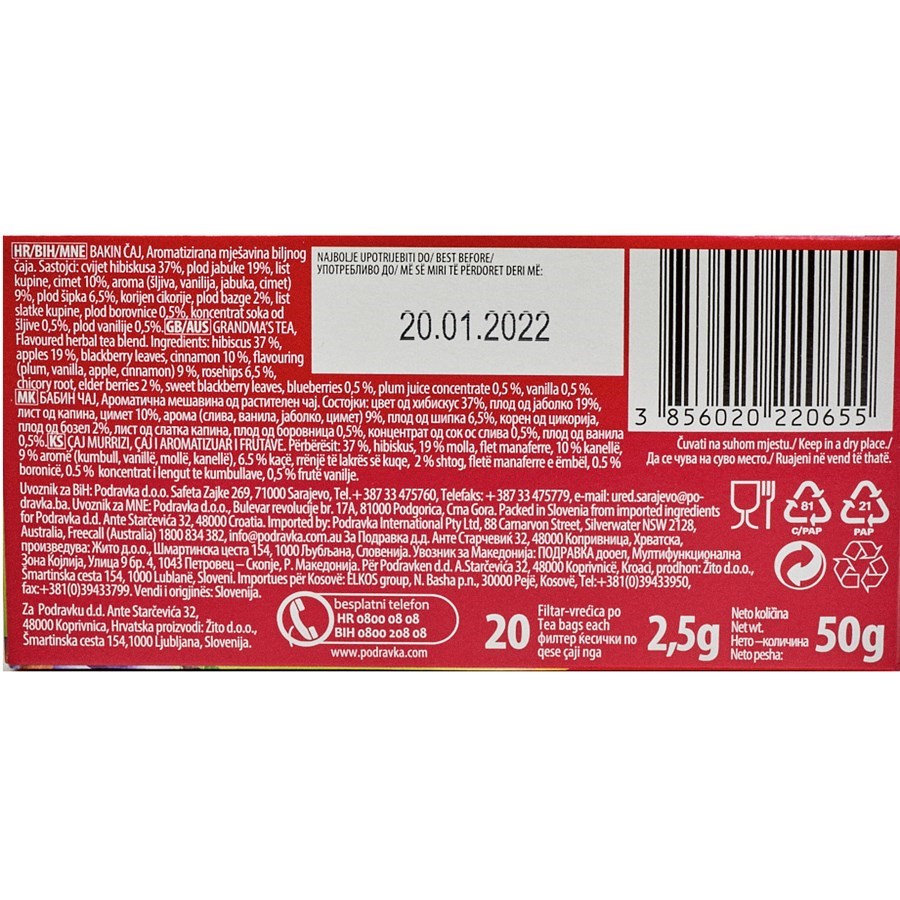 HR/BIH/MNE BAKIN ČAJ, Aromatizirana mješavina biljnog
čaja. Sastojci: cvijet hibiskusa 37%, plod jabuke 19%, list
kupine, cimet 10%, aroma (šljiva, vanilija, jabuka, cimet)
9%, plod šipka 6,5%, korijen cikorije, plod bazge 2%, list
slatke kupine, plod borovnice 0,5%, koncentrat soka od
šljive 0,5%, plod vanilije 0,5%. GB/AUS GRANDMA'S TEA,
Flavoured herbal tea blend. Ingredients: hibiscus 37 %,
apples 19 %, blackberry leaves, cinnamon 10 %, flavouring
(plum, vanilla, apple, cinnamon) 9 %, rosehips 6,5 %,
chicory root, elder berries 2 %, sweet blackberry leaves, blueberries 0,5 %, plum juice concentrate 0,5 %, vanilla 0,5 %.
MK БАБИН ЧАЈ, Ароматична мешавина од растителен чај. Состојки: цвет од хибискус 37%, плод од јаболко 19%,
лист од капина, цимет 10%, арома (слива, ванила, јаболко, цимет) 9%, плод од шипка 6,5%, корен од цикорија,
плод од бозел 2%, лист од слатка капина, плод од боровница 0,5%, концентрат од сок ос слива 0,5%, плод од ванила
0,5%. KS ÇAJ MURRIZI, ÇAJ I AROMATIZUAR I FRUTAVE. Përbërësit: 37 %, hibiskus, 19 % molla, flet manaferre, 10 % kanellë,
9 % aromë (kumbull, vanillë, mollë, kanellë), 6.5 % kaçë, rrënjë të lakrës së kuqe, 2 % shtog, fletë manaferre e ëmbël, 0.5 %
boronicë, 0.5 % koncentrat i lengut te kumbullave, 0.5 % frutë vanilje.
NAJBOLJE UPOTRIJEBITI DO/ BEST BEFORE/
УПОТРЕБЛИВО ДО/ MË SË MIRI TË PËRDORET DERI MË:
20.01.2022
3 856020 220655
Čuvati na suhom mjestu./ Keep in a dry place./
Да се чува на суво место./ Ruajeni në vend të thatë.
Uvoznik za BiH: Podravka d.o.o. Safeta Zajke 269, 71000 Sarajevo, Tel. + 387 33 475760, Telefaks: + 387 33 475779, e-mail: ured.sarajevo@po-
dravka.ba. Uvoznik za MNE: Podravka d.o.o., Bulevar revolucije br. 17A, 81000 Podgorica, Crna Gora. Packed in Slovenia from imported ingredients
for Podravka d.d. Ante Starčevića 32, 48000 Croatia. Imported by: Podravka International Pty Ltd, 88 Carnarvon Street, Silverwater NSW 2128,
Australia, Freecall (Australia) 1800 834 382, info@podravka.com.au За Подравка д.д. Анте Старчевиќ 32, 48000 Копривница, Хрватска,
произведува: Жито д.о.о., Шмартинска цеста 154, 1000 Љубљана, Словенија. Увозник за Македонија: ПОДРАВКА дооел, Мултифункционална
Зона Којлија, Улица 9 бр. 4, 1043 Петровец – Скопје, Р. Македонија. Për Podravken d.d. A.Starčevića 32, 48000 Koprivnicë, Kroaci, prodhon: Žito d.o.o.,
Šmartinska cesta 154, 1000 Lublanë, Sloveni. Importues për Kosovë: ELKOS group, N. Basha p.n., 30000 Pejë, Kosovë, Tel:+381(0)39433950,
fax:+381(0)39433799. Vendi i origjinës: Slovenija.
81
C/PAP
21
PAP
Za Podravku d.d. Ante Starčevića 32,
48000 Koprivnica, Hrvatska proizvodi: Žito d.o.o.,
Šmartinska cesta 154,1000 Ljubljana, Slovenija.
besplatni telefon
HR 0800 08 08
BIH 0800 208 08
www.podravka.com
20
Filtar-vrećica po
Tea bags each
филтер ќесички по
qese çaji nga
2,5g
Neto količina
Net wt.
Нето –количина
Neto pesha:
50g